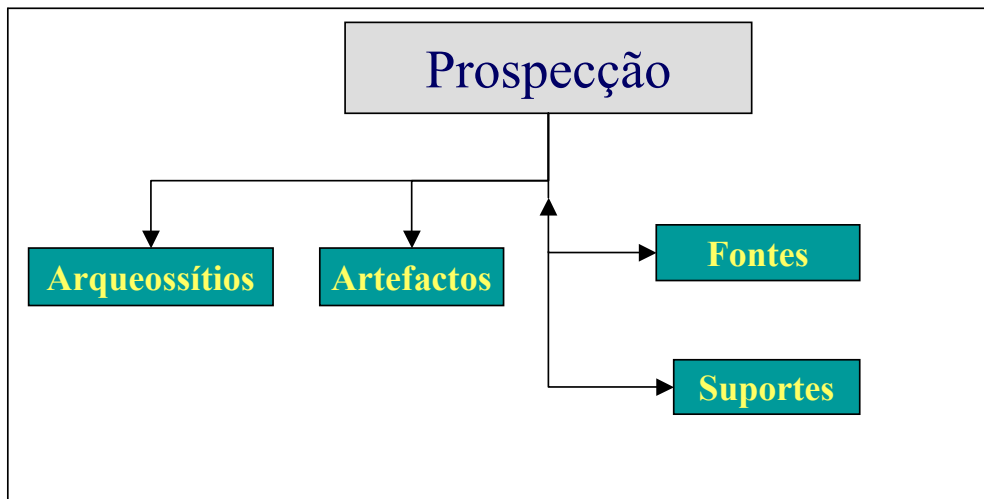 Prospecção
Arqueossítios
Artefactos
Fontes
Suportes